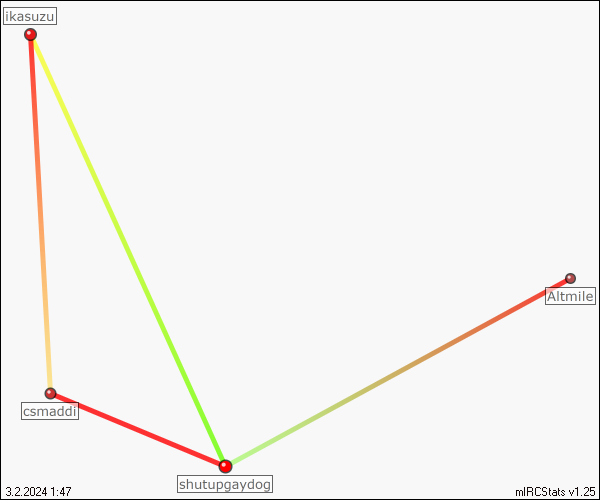 ikasuzu
Altmile
csmaddi
shutupgaydog
3.2.2024 1:47
mIRCStats v1.25